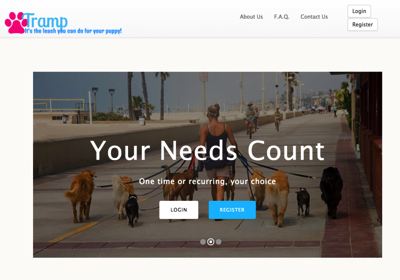 Tramp
It's the leash you can do for your puppy!
About Us
F.A.Q.
Contact Us
Login
Register
Your Needs Count
One time or recurring, your choice
LOGIN
REGISTER